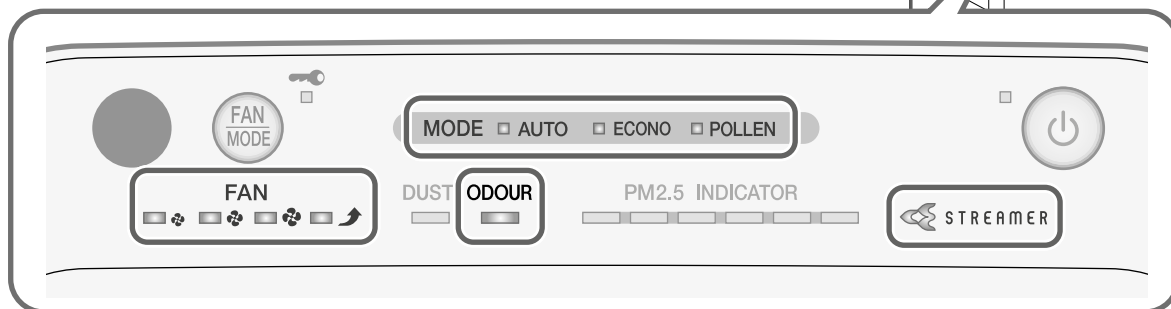 FAN
MODE
MODE AUTO ECONO POLLEN
FAN
DUST ODOUR PM2.5 INDICATOR
STREAMER